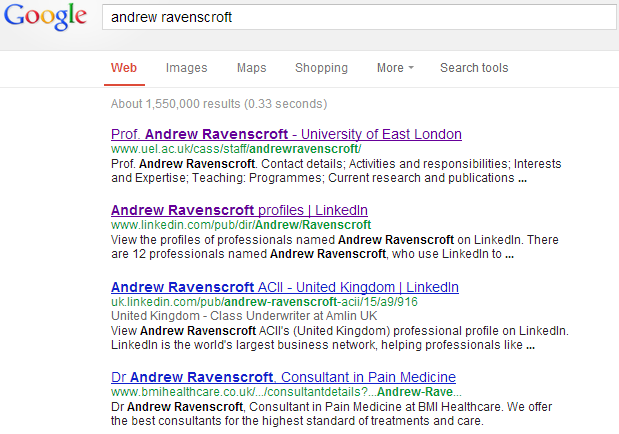 Google
andrew ravenscroft
Web Images Maps Shopping More Search tools
About 1,550,000 results (0.33 seconds)
Prof. Andrew Ravenscroft - University of East London
www.uel.ac.uk/cass/staff/andrewravenscroft/
Prof. Andrew Ravenscroft. Contact details; Activities and responsibilities; Interests
and Expertise; Teaching: Programmes; Current research and publications ...
Andrew Ravenscroft profiles | LinkedIn
www.linkedin.com/pub/dir/Andrew/Ravenscroft
View the profiles of professionals named Andrew Ravenscroft on LinkedIn. There
are 12 professionals named Andrew Ravenscroft, who use LinkedIn to ...
Andrew Ravenscroft ACII - United Kingdom | LinkedIn
uk.linkedin.com/pub/andrew-ravenscroft-acii/15/a9/916
United Kingdom - Class Underwriter at Amlin UK
View Andrew Ravenscroft ACII's (United Kingdom) professional profile on LinkedIn.
LinkedIn is the world's largest business network, helping professionals like ...
Dr Andrew Ravenscroft, Consultant in Pain Medicine
www.bmihealthcare.co.uk/.../consultantdetails?...Andrew-Rave...
Dr Andrew Ravenscroft, Consultant in Pain Medicine at BMI Healthcare. We offer
the best consultants for the highest standard of treatments and care.